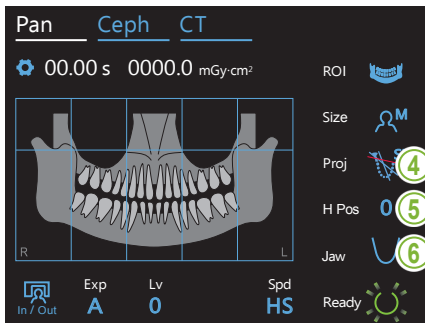 Pan Ceph CT
00.00 s 0000.0 mGy·cm²
ROI
Size M
Proj S 4
H Pos 0 5
Jaw 6
R L
In / Out
Exp Lv Spd
A 0 HS
Ready